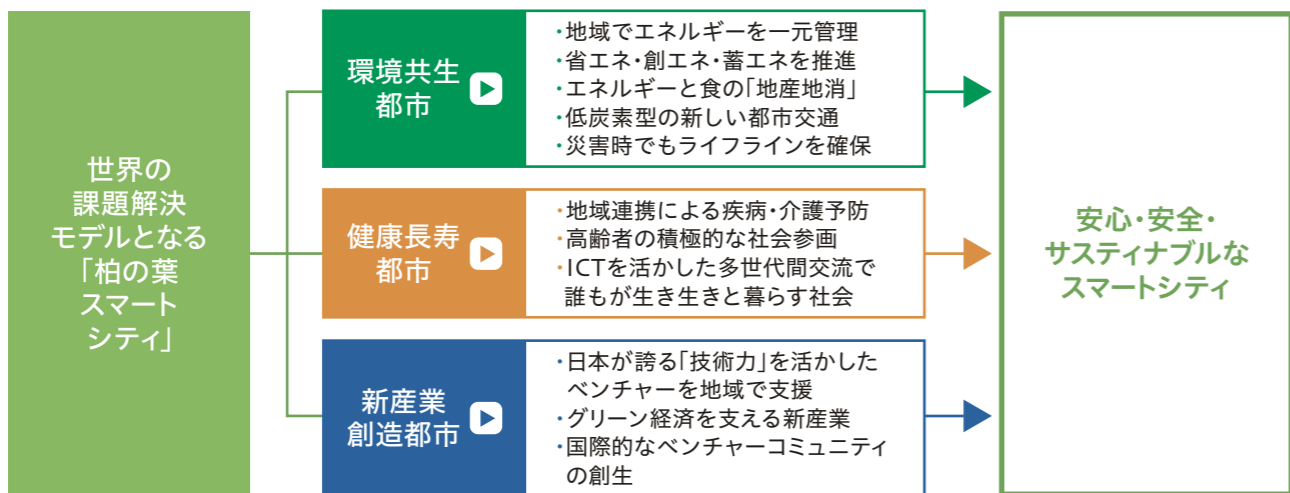 世界の
課題解決
モデルとなる
「柏の葉
スマート
シティ」
環境共生
都市
・地域でエネルギーを一元管理
・省エネ・創エネ・蓄エネを推進
・エネルギーと食の「地産地消」
・低炭素型の新しい都市交通
・災害時でもライフラインを確保
健康長寿
都市
・地域連携による疾病・介護予防
・高齢者の積極的な社会参画
・ICTを活かした多世代間交流で
誰もが生き生きと暮らす社会
新産業
創造都市
・日本が誇る「技術力」を活かした
ベンチャーを地域で支援
・グリーン経済を支える新産業
・国際的なベンチャーコミュニティ
の創生
安心・安全・
サスティナブルな
スマートシティ